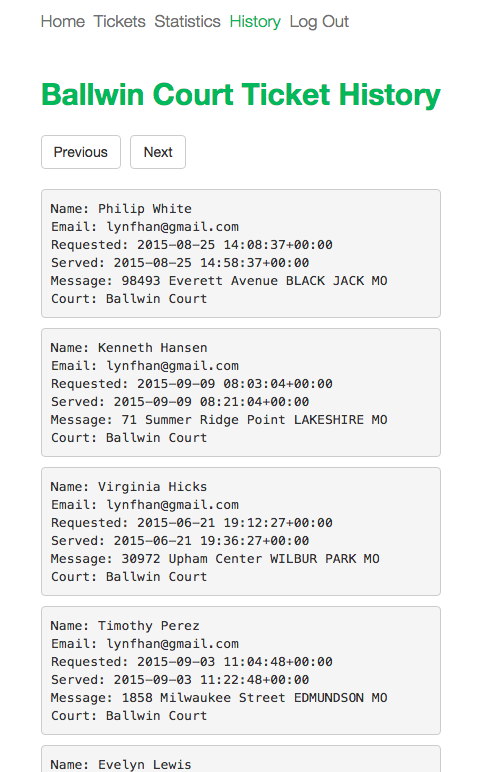 Home Tickets Statistics History Log Out
Ballwin Court Ticket History
Previous Next
Name: Philip White
Email: lynfhan@gmail.com
Requested: 2015-08-25 14:08:37+00:00
Served: 2015-08-25 14:58:37+00:00
Message: 98493 Everett Avenue BLACK JACK MO
Court: Ballwin Court
Name: Kenneth Hansen
Email: lynfhan@gmail.com
Requested: 2015-09-09 08:03:04+00:00
Served: 2015-09-09 08:21:04+00:00
Message: 71 Summer Ridge Point LAKESHIRE MO
Court: Ballwin Court
Name: Virginia Hicks
Email: lynfhan@gmail.com
Requested: 2015-06-21 19:12:27+00:00
Served: 2015-06-21 19:36:27+00:00
Message: 30972 Upham Center WILBUR PARK MO
Court: Ballwin Court
Name: Timothy Perez
Email: lynfhan@gmail.com
Requested: 2015-09-03 11:04:48+00:00
Served: 2015-09-03 11:22:48+00:00
Message: 1858 Milwaukee Street EDMUNDSON MO
Court: Ballwin Court
Name: Evelyn Lewis